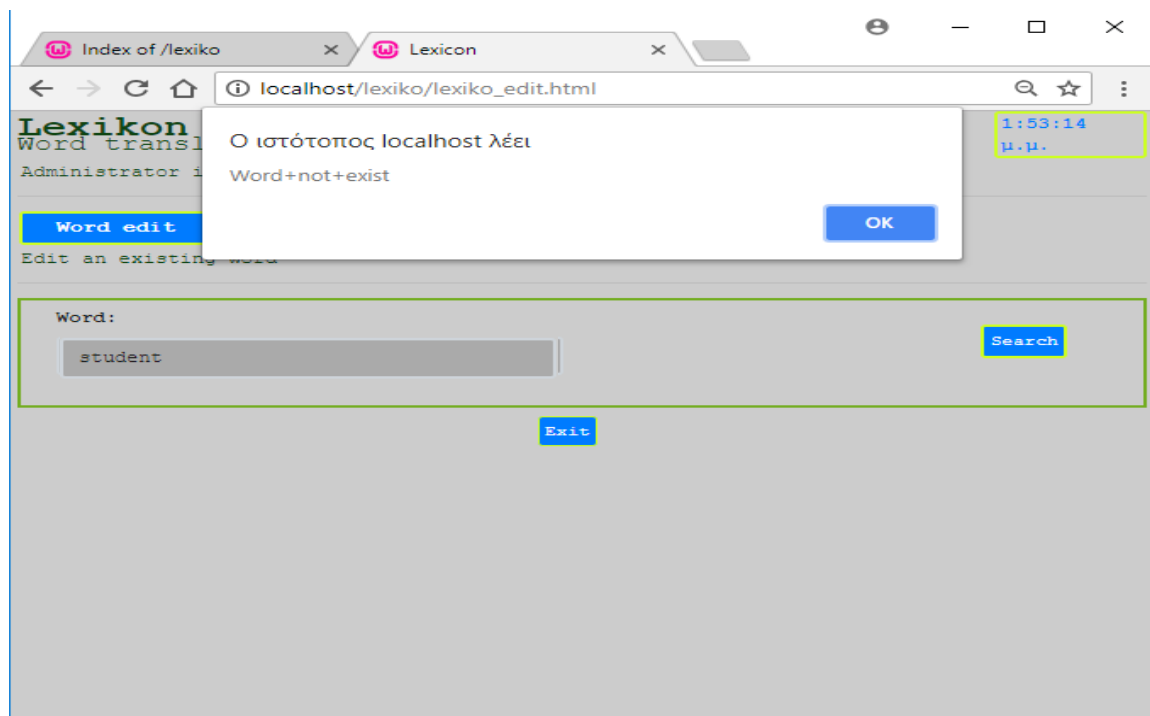 Index of /lexiko
Lexicon
localhost/lexiko/lexiko_edit.html
Lexikon
Word transl
Administrator i
1:53:14
μ.μ.
Ο ιστότοπος localhost λέει
Word+not+exist
OK
Word edit
Edit an existing word
Word:
student
Search
Exit